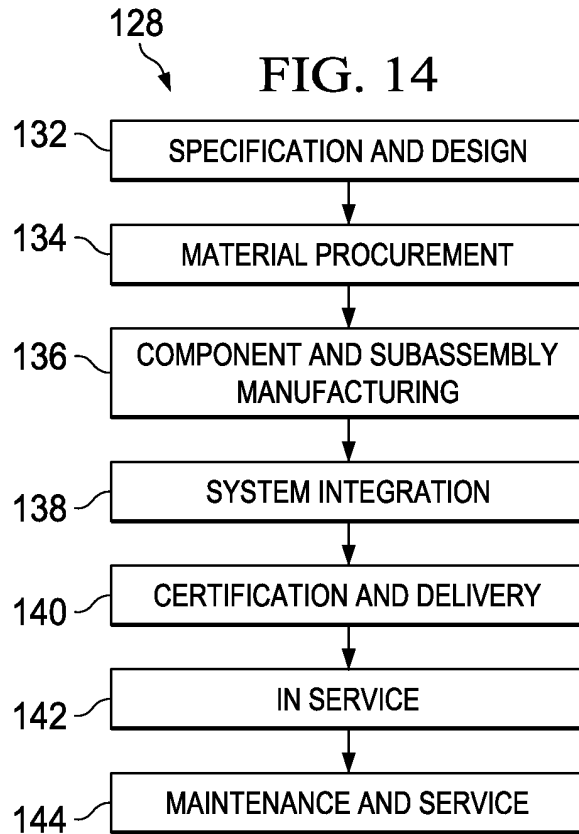 128
FIG. 14
132
SPECIFICATION AND DESIGN
134
MATERIAL PROCUREMENT
136
COMPONENT AND SUBASSEMBLY
MANUFACTURING
138
SYSTEM INTEGRATION
140
CERTIFICATION AND DELIVERY
142
IN SERVICE
144
MAINTENANCE AND SERVICE